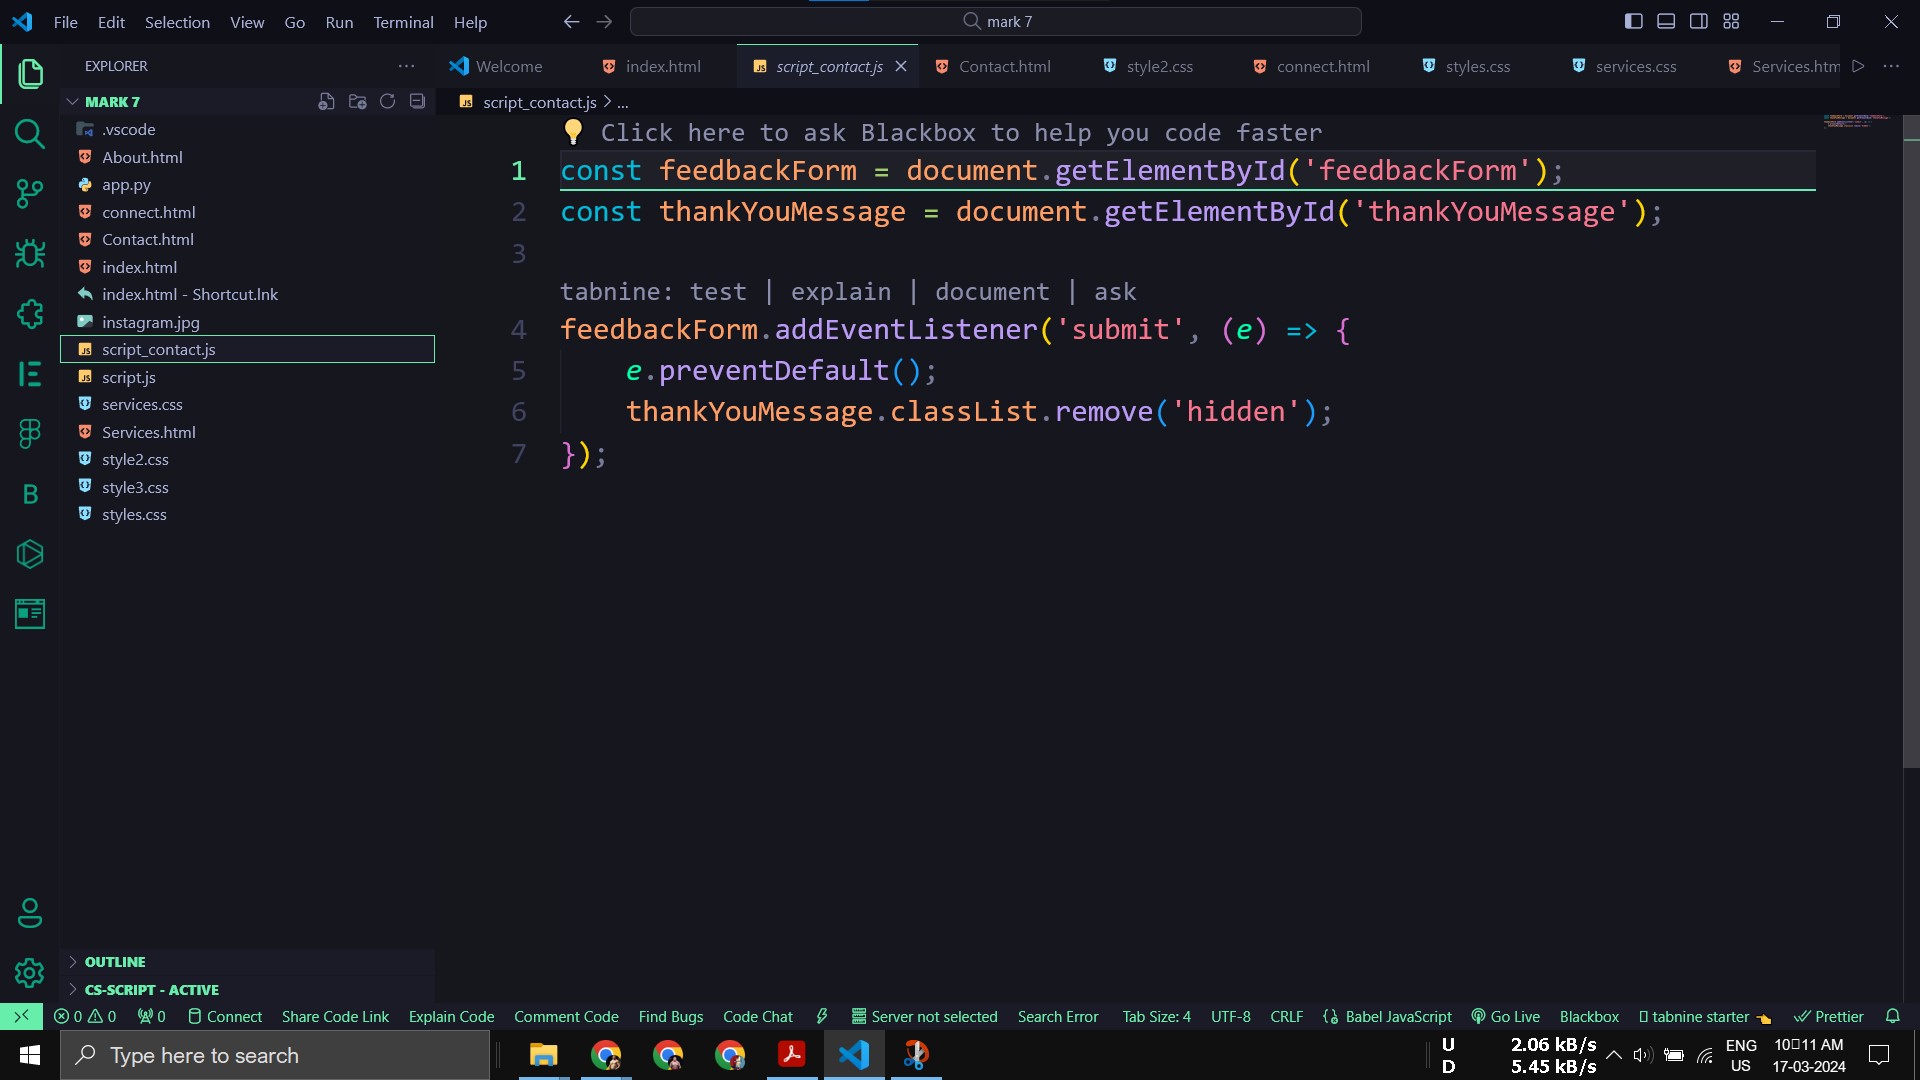 File Edit Selection View Go Run Terminal Help
mark 7
EXPLORER
Welcome
index.html
script_contact.js
Contact.html
style2.css
connect.html
styles.css
services.css
Services.htm
MARK 7
script_contact.js > ...
.vscode
About.html
app.py
connect.html
Contact.html
index.html
index.html - Shortcut.lnk
instagram.jpg
script_contact.js
script.js
services.css
Services.html
style2.css
style3.css
styles.css
Click here to ask Blackbox to help you code faster
1 const feedbackForm = document.getElementById('feedbackForm');
2 const thankYouMessage = document.getElementById('thankYouMessage');
3
tabnine: test | explain | document | ask
4 feedbackForm.addEventListener('submit', (e) => {
5 e.preventDefault();
6 thankYouMessage.classList.remove('hidden');
7 });
B
OUTLINE
CS-SCRIPT - ACTIVE
0 0 0 Connect Share Code Link Explain Code Comment Code Find Bugs Code Chat Server not selected Search Error Tab Size: 4 UTF-8 CRLF Babel JavaScript Go Live Blackbox tabnine starter Prettier
Type here to search
U 2.06 kB/s
D 5.45 kB/s
ENG
US
10:11 AM
17-03-2024